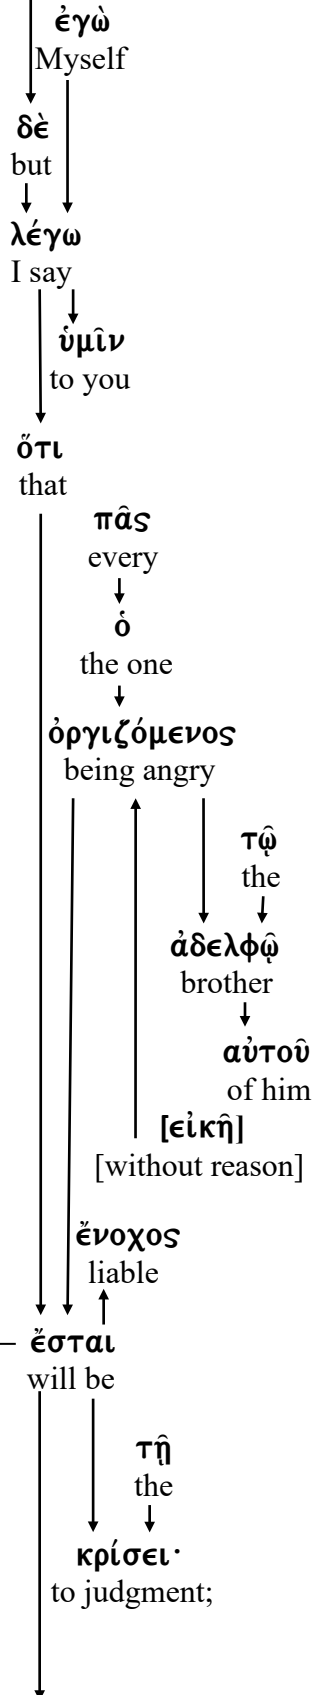 ἐγὼ
Myself
δὲ
but
λέγω
I say
ὑμῖν
to you
ὅτι
that
πᾶς
every
ὁ
the one
ὀργιζόμενος
being angry
τῷ
the
ἀδελφῷ
brother
αὐτοῦ
of him
[εἰκῆ]
[without reason]
ἔνοχος
liable
ἔσται
will be
τῇ
the
κρίσει·
to judgment;